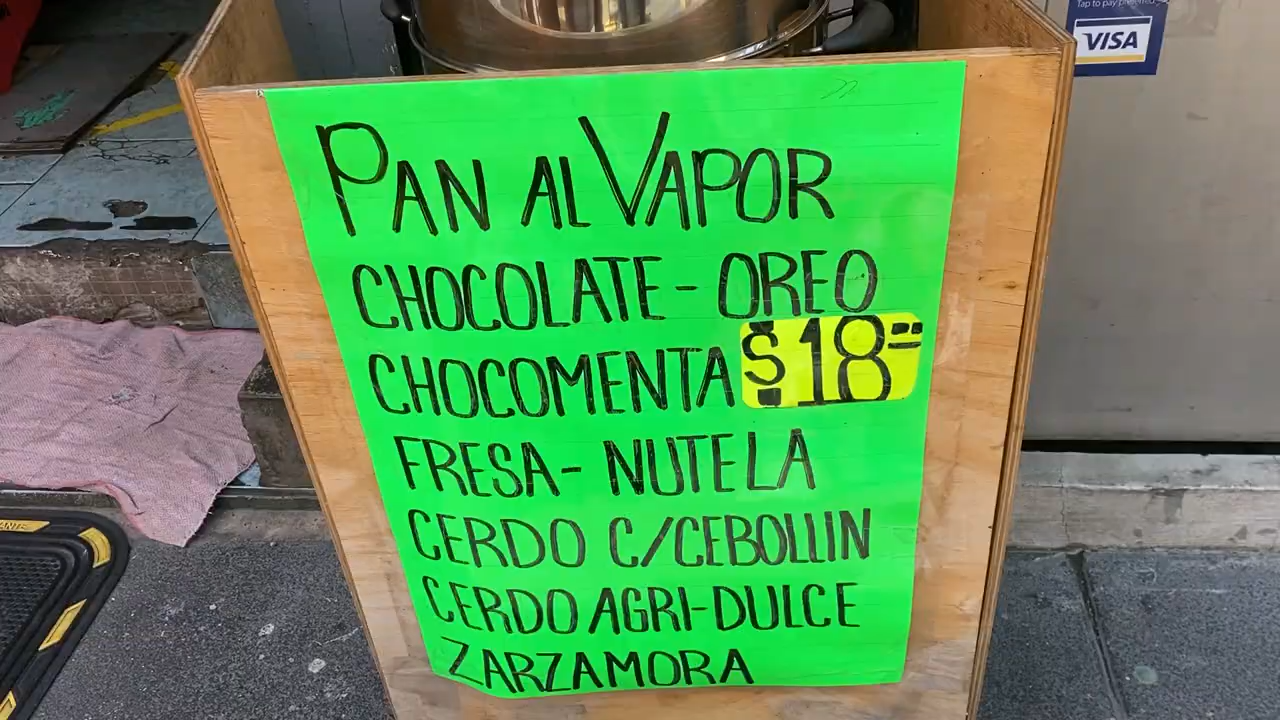 Tap to pay preferred
VISA
PAN AL VAPOR
CHOCOLATE - OREO
CHOCOMENTA $18=
FRESA - NUTELA
CERDO C/CEBOLLIN
CERDO AGRI-DULCE
ZARZAMORA